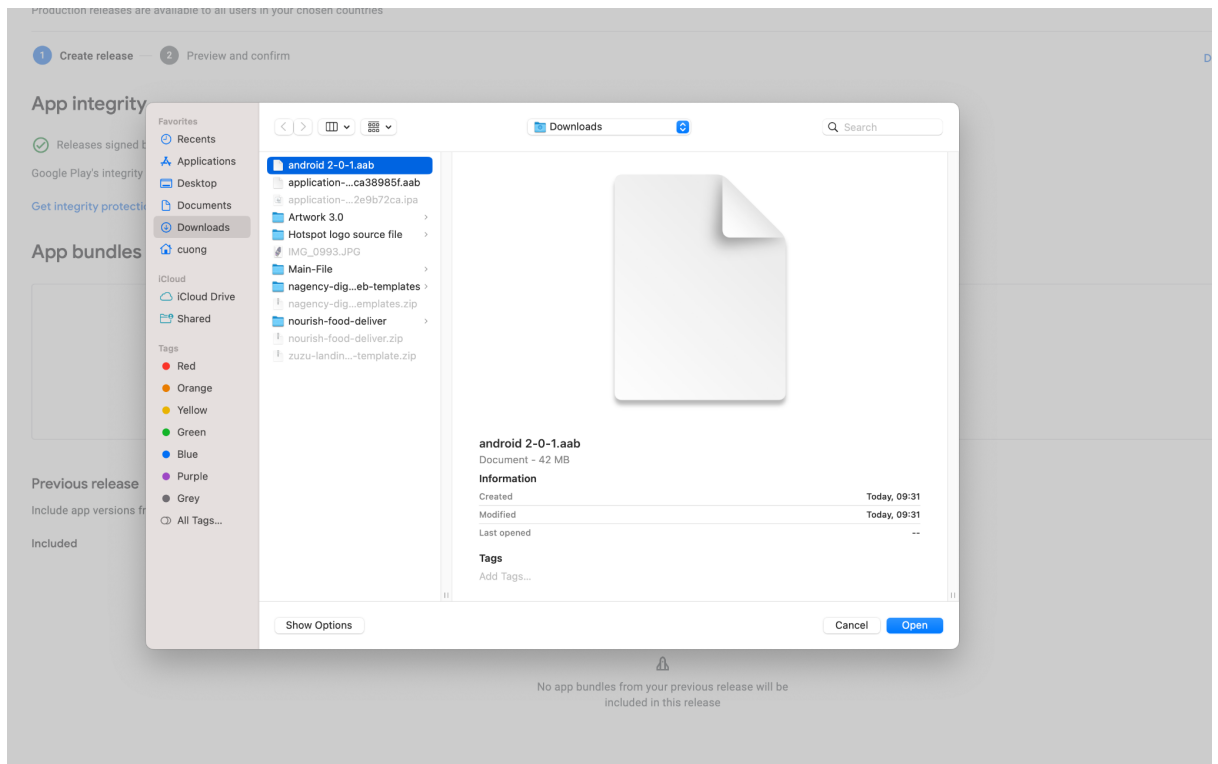 Production releases are available to all users in your chosen countries
1 Create release — 2 Preview and confirm
D
App integrity
Releases signed b
Google Play's integrity
Get integrity protectio
App bundles
Previous release
Include app versions fr
Included
Favorites
Recents
Applications
Desktop
Documents
Downloads
cuong
iCloud
iCloud Drive
Shared
Tags
Red
Orange
Yellow
Green
Blue
Purple
Grey
All Tags...
Downloads
Search
android 2-0-1.aab
application-...ca38985f.aab
application-...2e9b72ca.ipa
Artwork 3.0
Hotspot logo source file
IMG_0993.JPG
Main-File
nagency-dig...eb-templates
nagency-dig...emplates.zip
nourish-food-deliver
nourish-food-deliver.zip
zuzu-landin...-template.zip
android 2-0-1.aab
Document - 42 MB
Information
Created Today, 09:31
Modified Today, 09:31
Last opened --
Tags
Add Tags...
Show Options
Cancel
Open
No app bundles from your previous release will be
included in this release